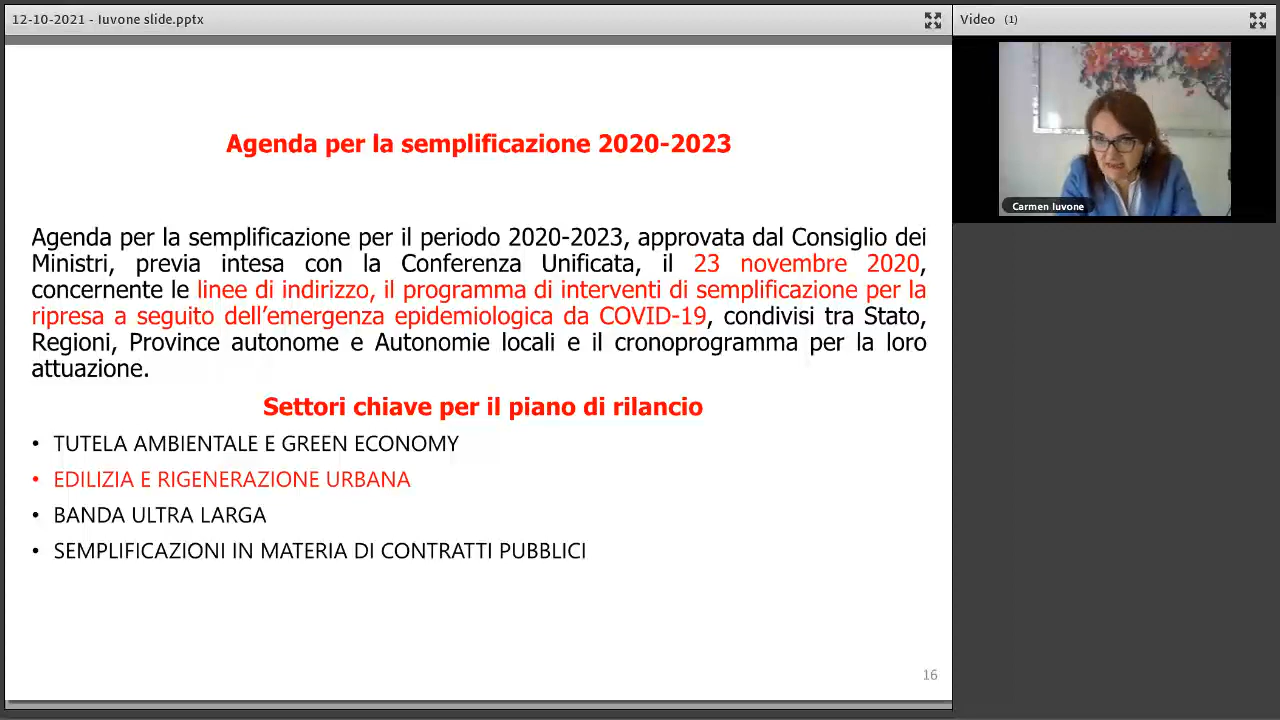 12-10-2021 - Iuvone slide.pptx
Video (1)
Carmen Iuvone
Agenda per la semplificazione 2020-2023
Agenda per la semplificazione per il periodo 2020-2023, approvata dal Consiglio dei
Ministri, previa intesa con la Conferenza Unificata, il 23 novembre 2020,
concernente le linee di indirizzo, il programma di interventi di semplificazione per la
ripresa a seguito dell’emergenza epidemiologica da COVID-19, condivisi tra Stato,
Regioni, Province autonome e Autonomie locali e il cronoprogramma per la loro
attuazione.
Settori chiave per il piano di rilancio
• TUTELA AMBIENTALE E GREEN ECONOMY
• EDILIZIA E RIGENERAZIONE URBANA
• BANDA ULTRA LARGA
• SEMPLIFICAZIONI IN MATERIA DI CONTRATTI PUBBLICI
16